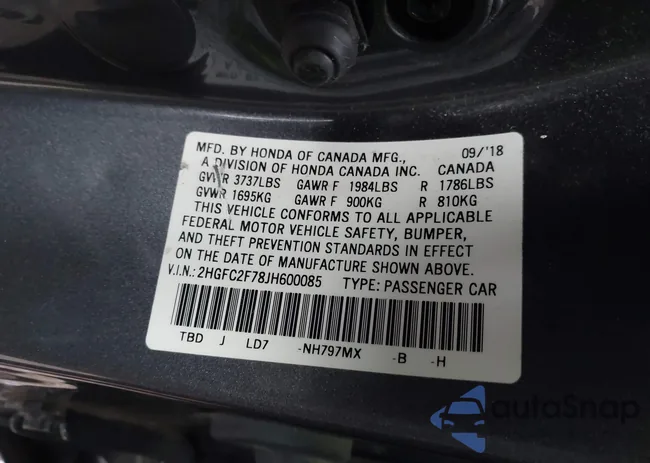 MFD. BY HONDA OF CANADA MFG., 09/'18
A DIVISION OF HONDA CANADA INC. CANADA
GVWR 3737LBS GAWR F 1984LBS R 1786LBS
GVWR 1695KG GAWR F 900KG R 810KG
THIS VEHICLE CONFORMS TO ALL APPLICABLE
FEDERAL MOTOR VEHICLE SAFETY, BUMPER,
AND THEFT PREVENTION STANDARDS IN EFFECT
ON THE DATE OF MANUFACTURE SHOWN ABOVE.
V.I.N.: 2HGFC2F78JH600085 TYPE: PASSENGER CAR
TBD J LD7 -NH797MX -B -H
autoSnap